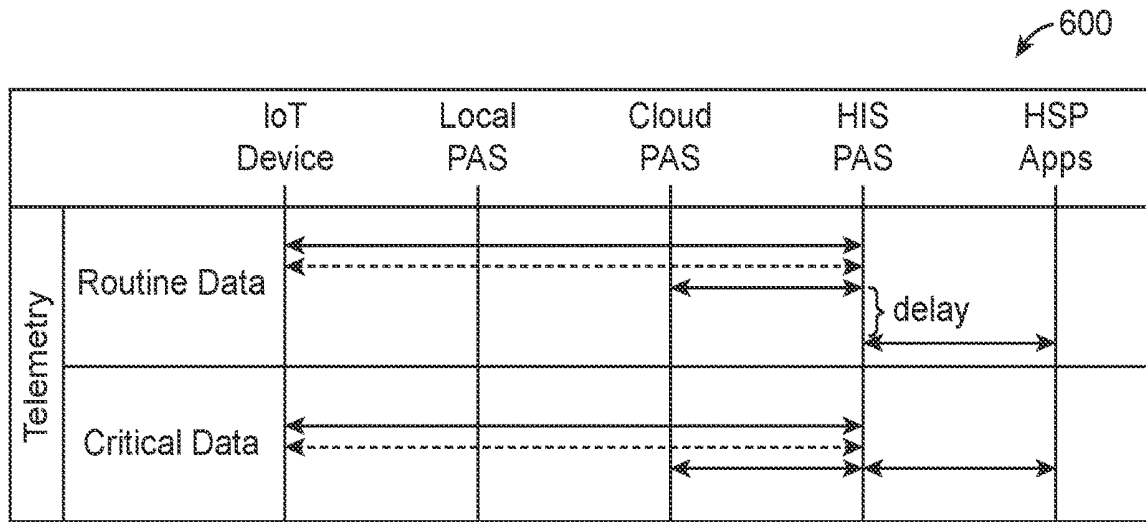 600
IoT Device
Local PAS
Cloud PAS
HIS PAS
HSP Apps
Telemetry
Routine Data
delay
Critical Data